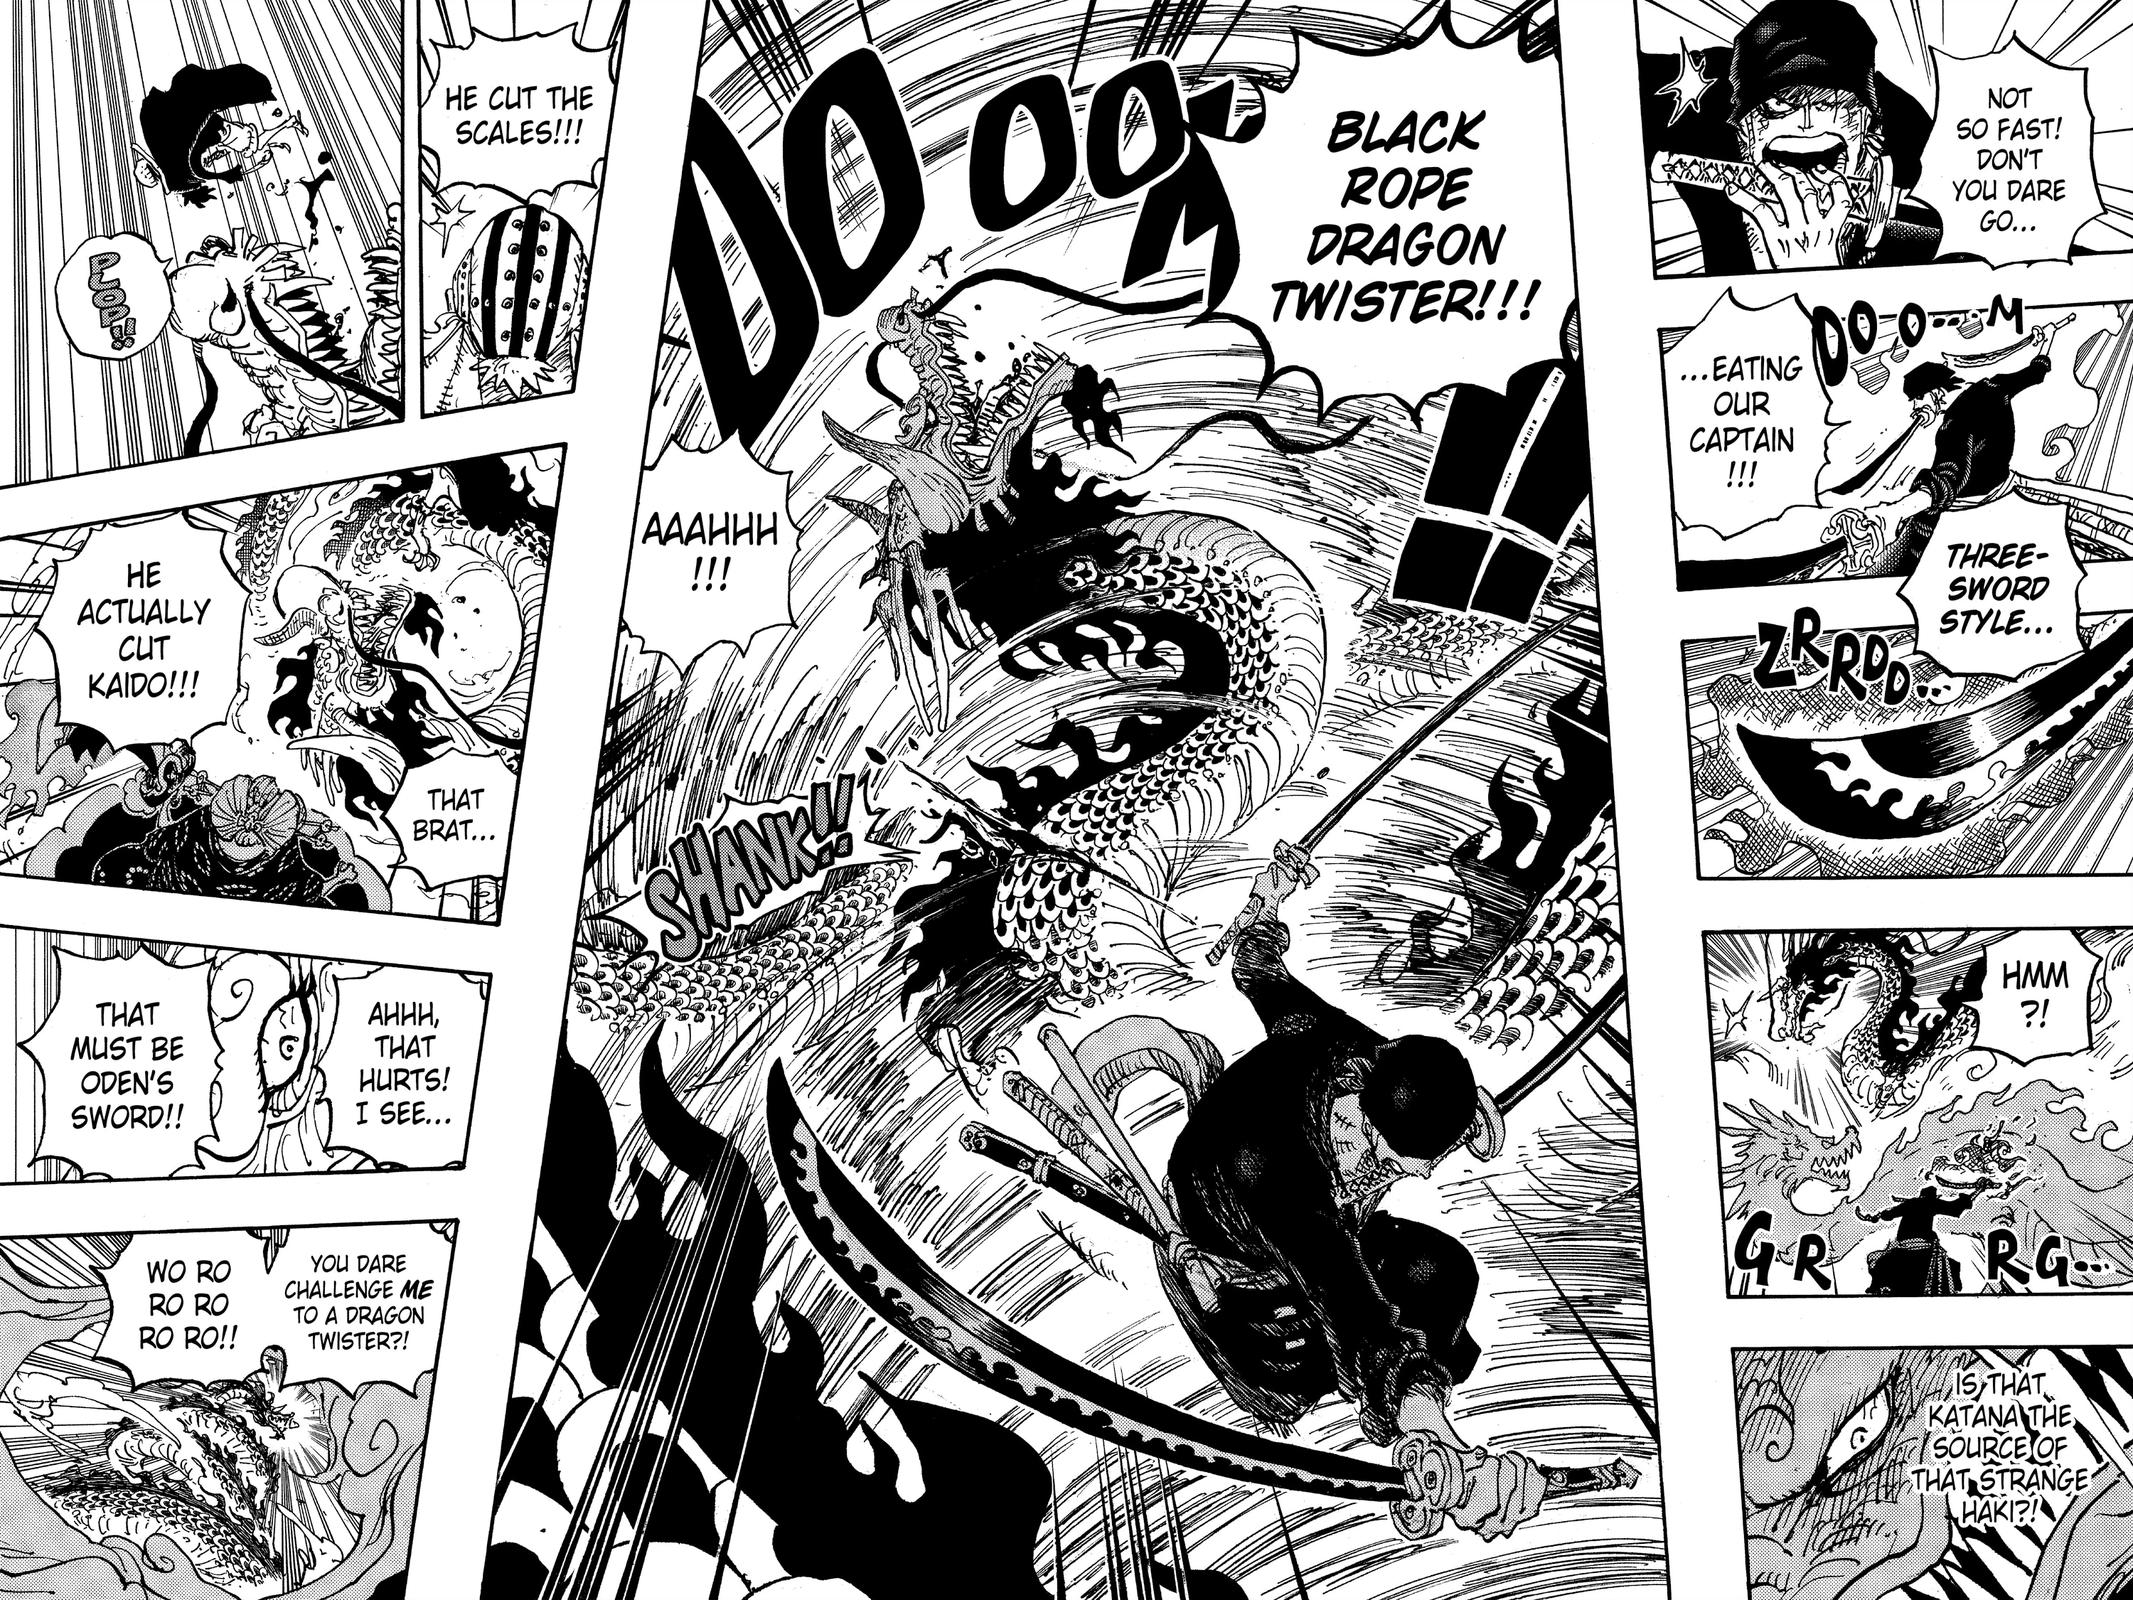 NOT
SO FAST!
DON'T
YOU DARE
GO...
DO-O...M
...EATING
OUR
CAPTAIN
!!!
THREE-
SWORD
STYLE...
ZRRDD...
HMM
?!
GR
RG...
IS THAT
KATANA THE
SOURCE OF
THAT STRANGE
HAKI?!
BLACK
ROPE
DRAGON
TWISTER!!!
DOOOM!!
AAAHHH
!!!
SHANK!!
HE CUT THE
SCALES!!!
POP!!
HE
ACTUALLY
CUT
KAIDO!!!
THAT
BRAT...
AHHH,
THAT
HURTS!
I SEE...
THAT
MUST BE
ODEN'S
SWORD!!
YOU DARE
CHALLENGE ME
TO A DRAGON
TWISTER?!
WO RO
RO RO
RO RO!!